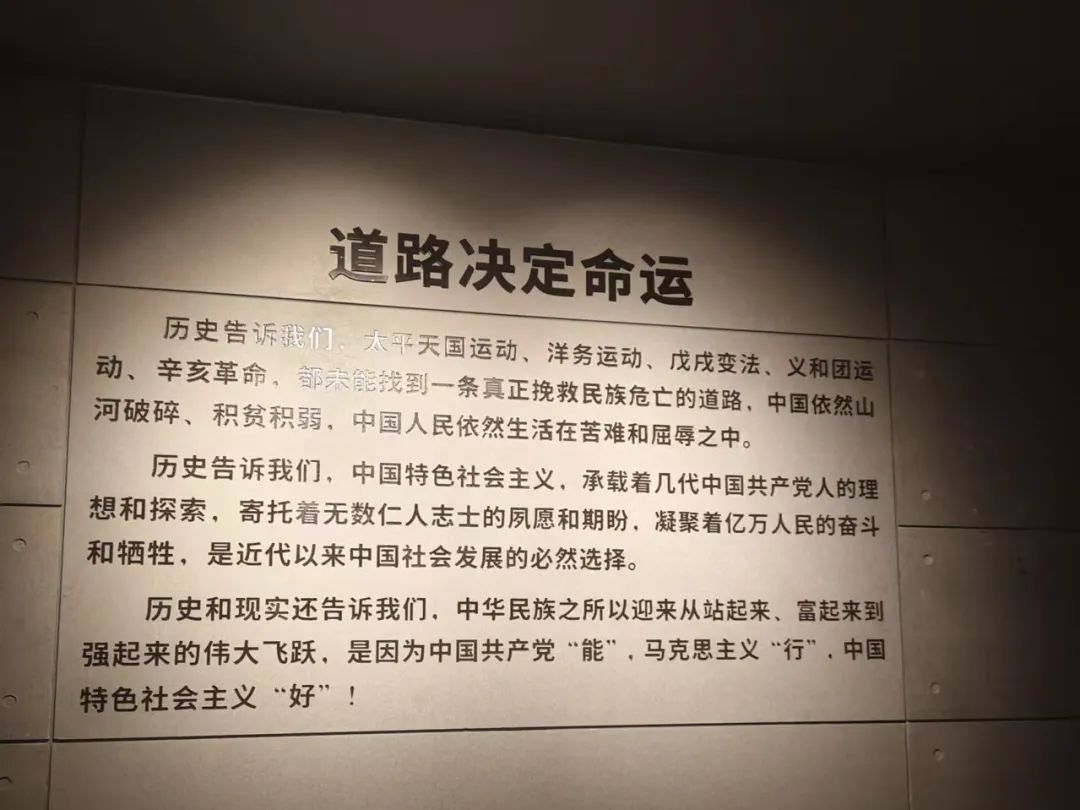 道路决定命运
历史告诉我们，太平天国运动、洋务运动、戊戌变法、义和团运
动、辛亥革命，都未能找到一条真正挽救民族危亡的道路，中国依然山
河破碎、积贫积弱，中国人民依然生活在苦难和屈辱之中。
历史告诉我们，中国特色社会主义，承载着几代中国共产党人的理
想和探索，寄托着无数仁人志士的夙愿和期盼，凝聚着亿万人民的奋斗
和牺牲，是近代以来中国社会发展的必然选择。
历史和现实还告诉我们，中华民族之所以迎来从站起来、富起来到
强起来的伟大飞跃，是因为中国共产党“能”，马克思主义“行”，中国
特色社会主义“好”！